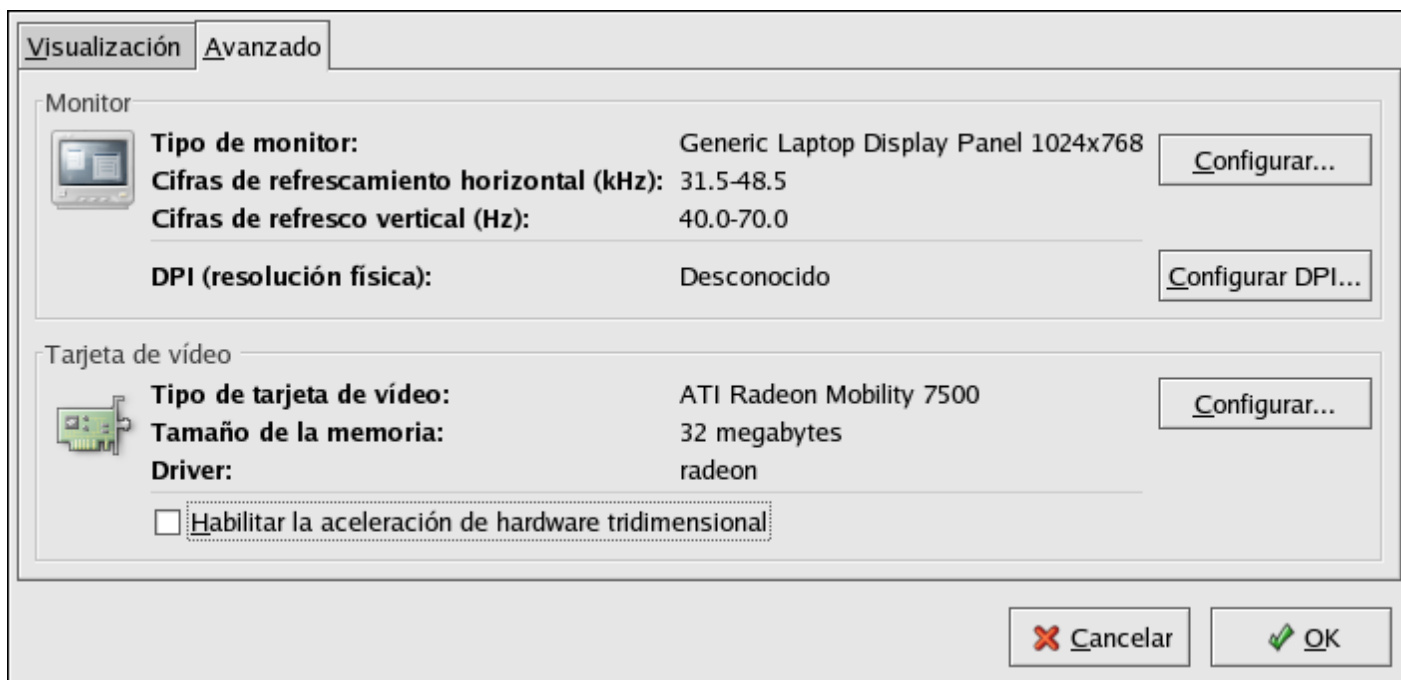 Visualización Avanzado
Monitor
Tipo de monitor: Generic Laptop Display Panel 1024x768 Configurar...
Cifras de refrescamiento horizontal (kHz): 31.5-48.5
Cifras de refresco vertical (Hz): 40.0-70.0
DPI (resolución física): Desconocido Configurar DPI...
Tarjeta de vídeo
Tipo de tarjeta de vídeo: ATI Radeon Mobility 7500 Configurar...
Tamaño de la memoria: 32 megabytes
Driver: radeon
Habilitar la aceleración de hardware tridimensional
Cancelar OK